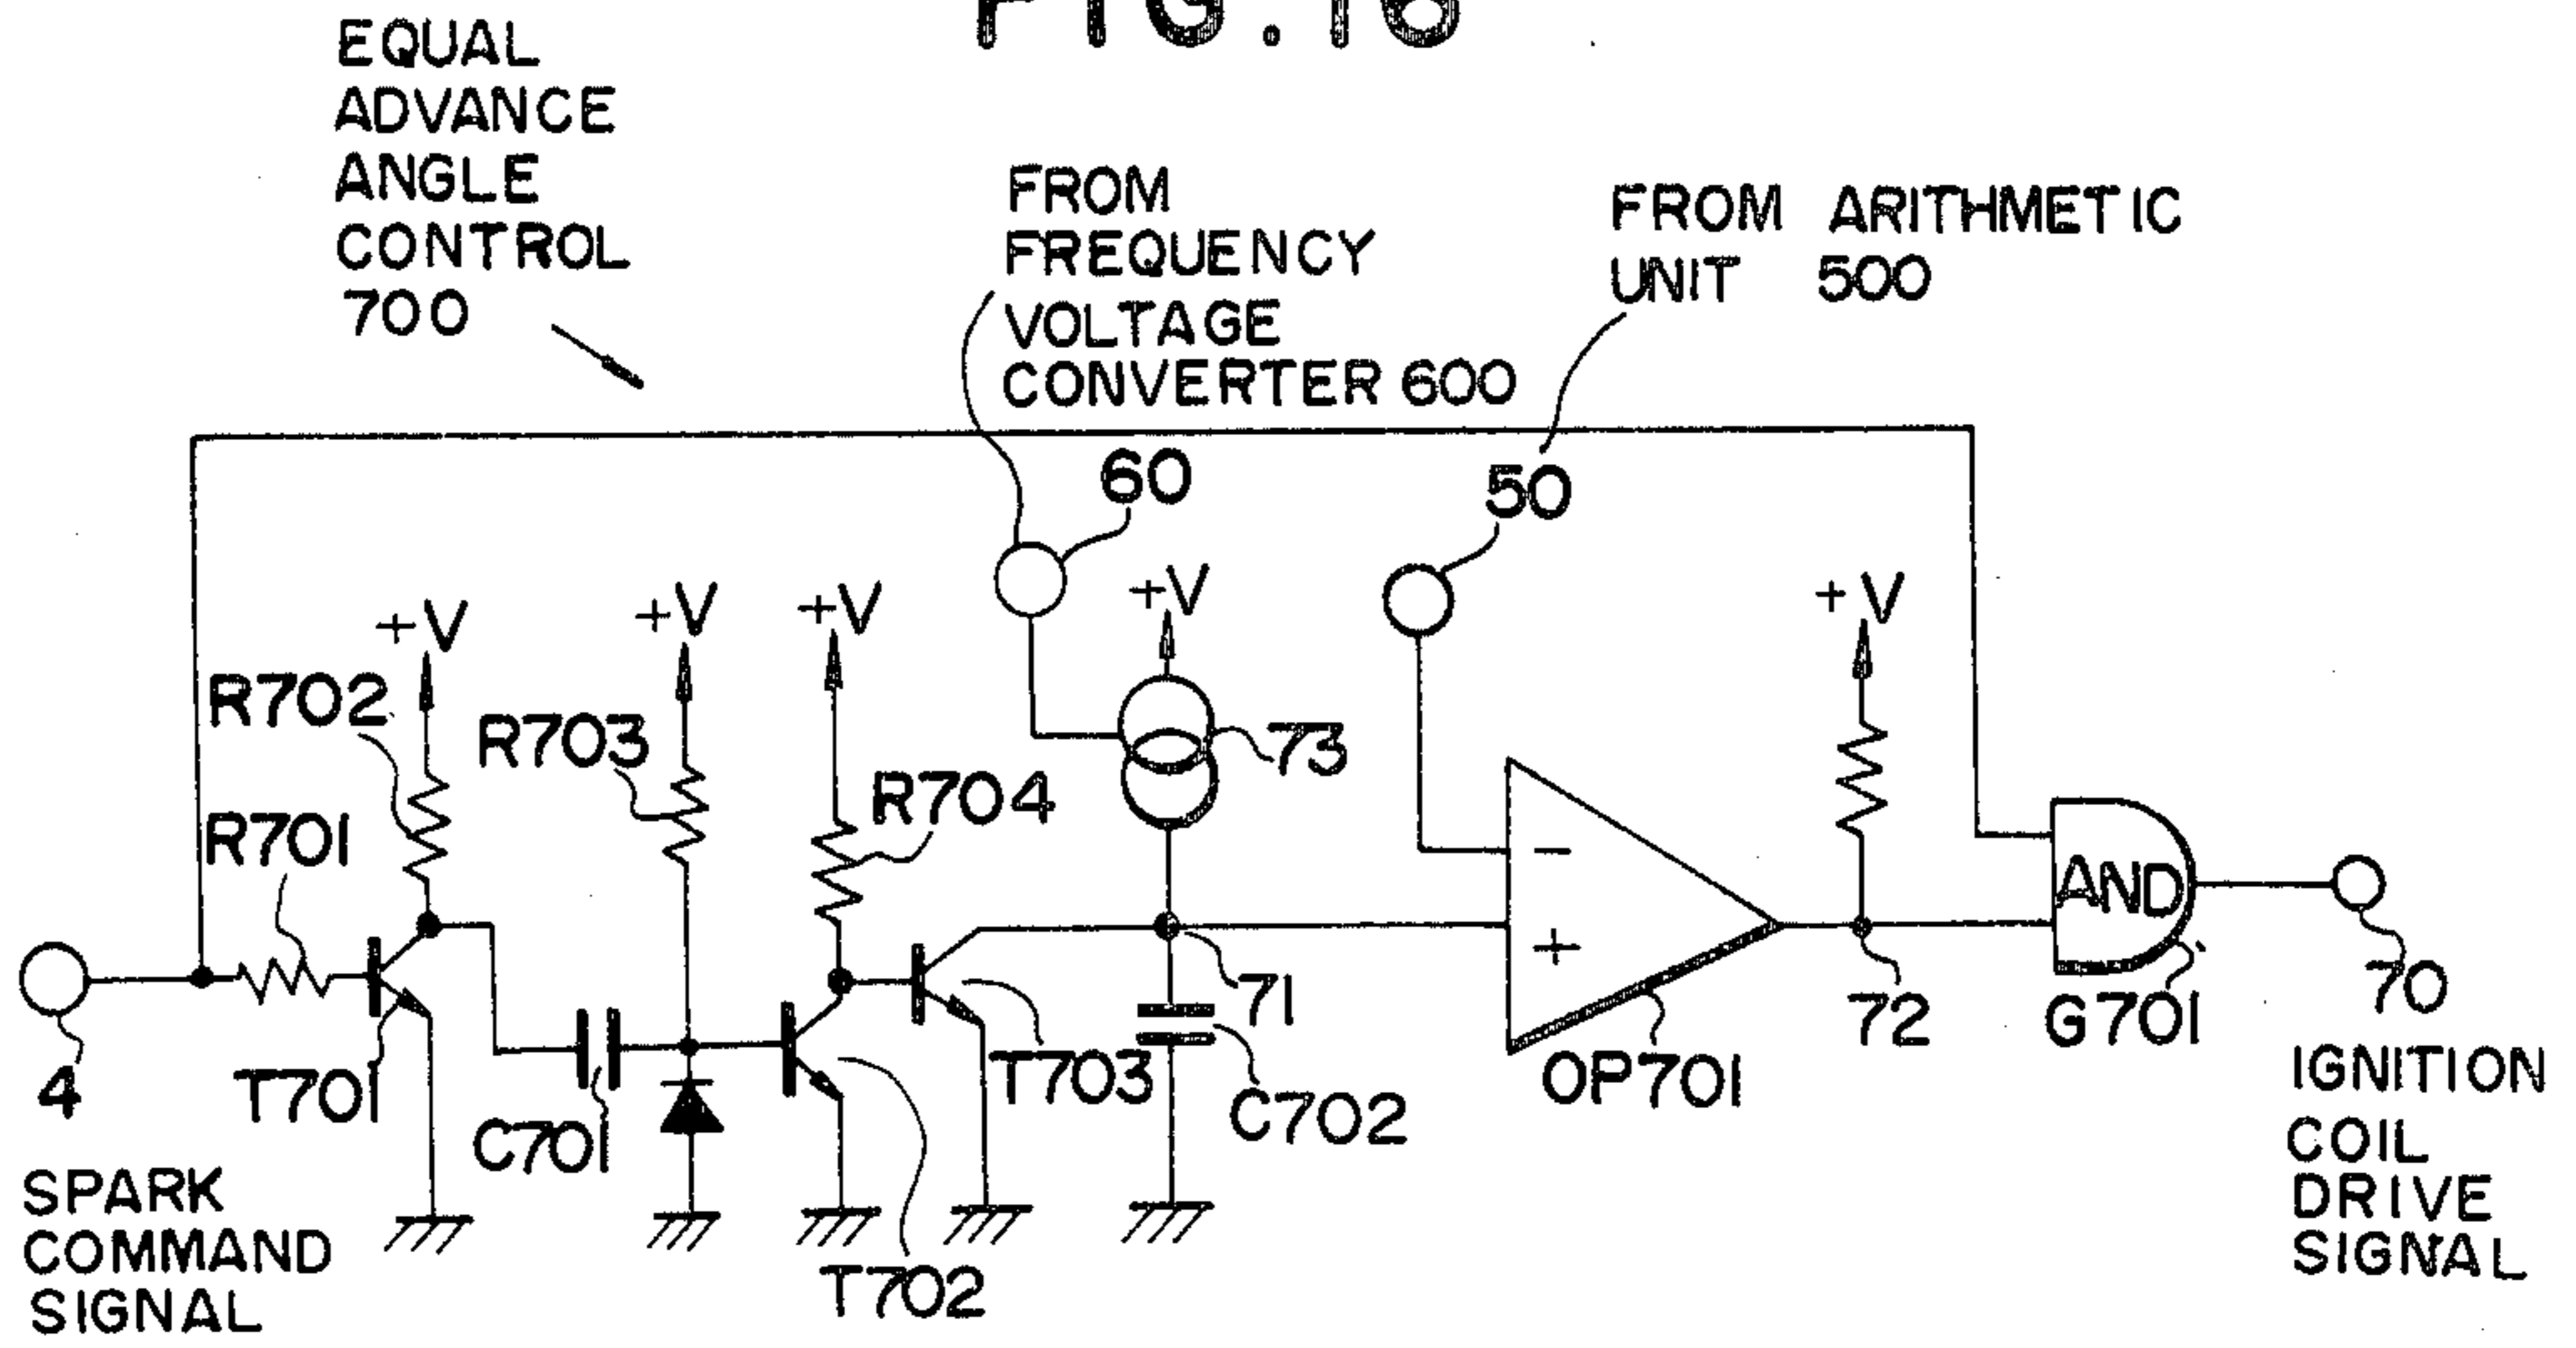 FIG.16
EQUAL
ADVANCE
ANGLE
CONTROL
700
FROM
FREQUENCY
VOLTAGE
CONVERTER 600
FROM ARITHMETIC
UNIT 500
60
50
+V
+V
+V
+V
+V
R702
R703
73
R704
R701
AND
4
T701
C701
T703
71
C702
OP701
72
G701
70
T702
SPARK
COMMAND
SIGNAL
IGNITION
COIL
DRIVE
SIGNAL